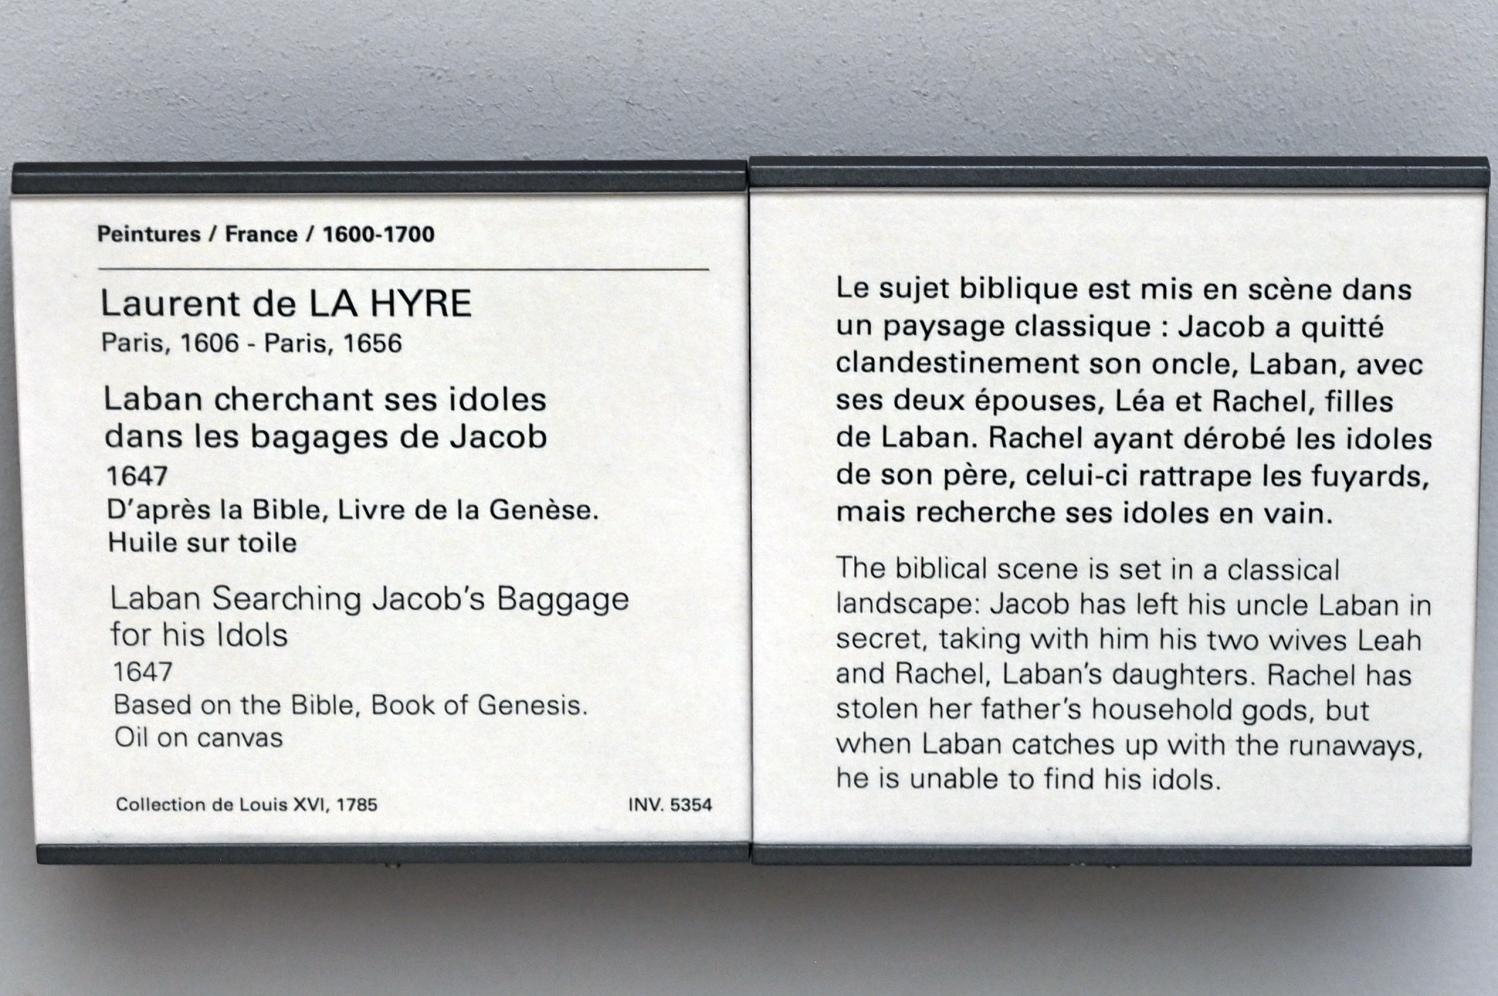 Peintures / France / 1600-1700
Laurent de LA HYRE
Paris, 1606 - Paris, 1656
Laban cherchant ses idoles
dans les bagages de Jacob
1647
D'après la Bible, Livre de la Genèse.
Huile sur toile
Laban Searching Jacob's Baggage
for his Idols
1647
Based on the Bible, Book of Genesis.
Oil on canvas
Collection de Louis XVI, 1785
INV. 5354
Le sujet biblique est mis en scène dans
un paysage classique : Jacob a quitté
clandestinement son oncle, Laban, avec
ses deux épouses, Léa et Rachel, filles
de Laban. Rachel ayant dérobé les idoles
de son père, celui-ci rattrape les fuyards,
mais recherche ses idoles en vain.
The biblical scene is set in a classical
landscape: Jacob has left his uncle Laban in
secret, taking with him his two wives Leah
and Rachel, Laban's daughters. Rachel has
stolen her father's household gods, but
when Laban catches up with the runaways,
he is unable to find his idols.